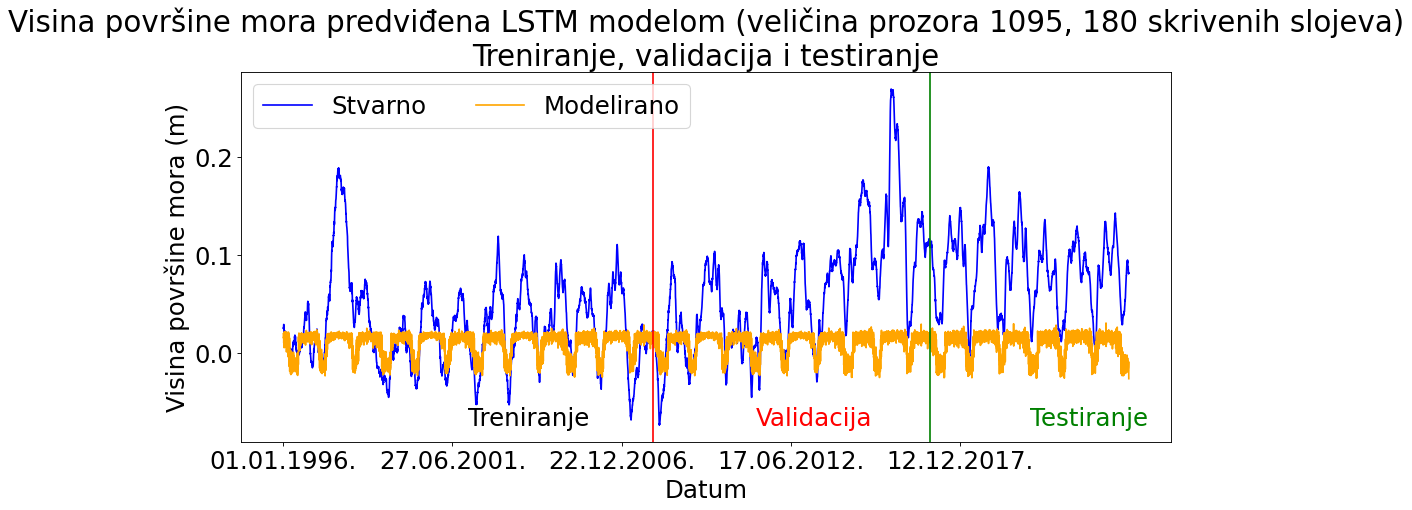 Visina površine mora predviđena LSTM modelom (veličina prozora 1095, 180 skrivenih slojeva)
Treniranje, validacija i testiranje
Stvarno
Modelirano
Visina površine mora (m)
0.2
0.1
0.0
Treniranje
Validacija
Testiranje
01.01.1996.
27.06.2001.
22.12.2006.
17.06.2012.
12.12.2017.
Datum